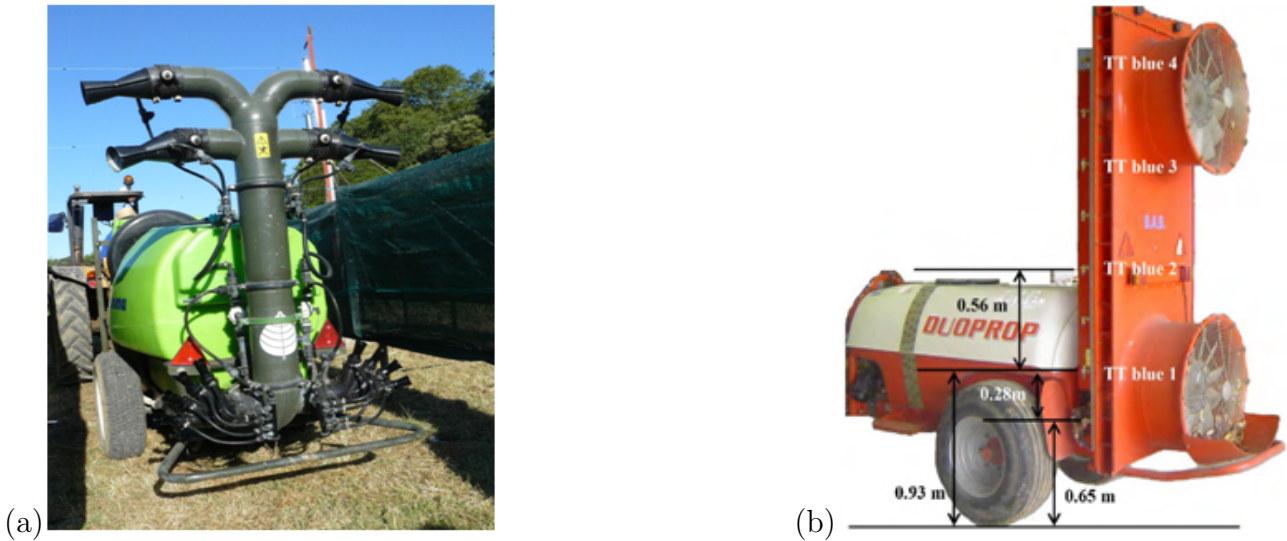 TT blue 4
TT blue 3
D.A.B.
TT blue 2
0.56 m
DUOPROP
TT blue 1
0.28m
0.93 m
0.65 m
(a)
(b)